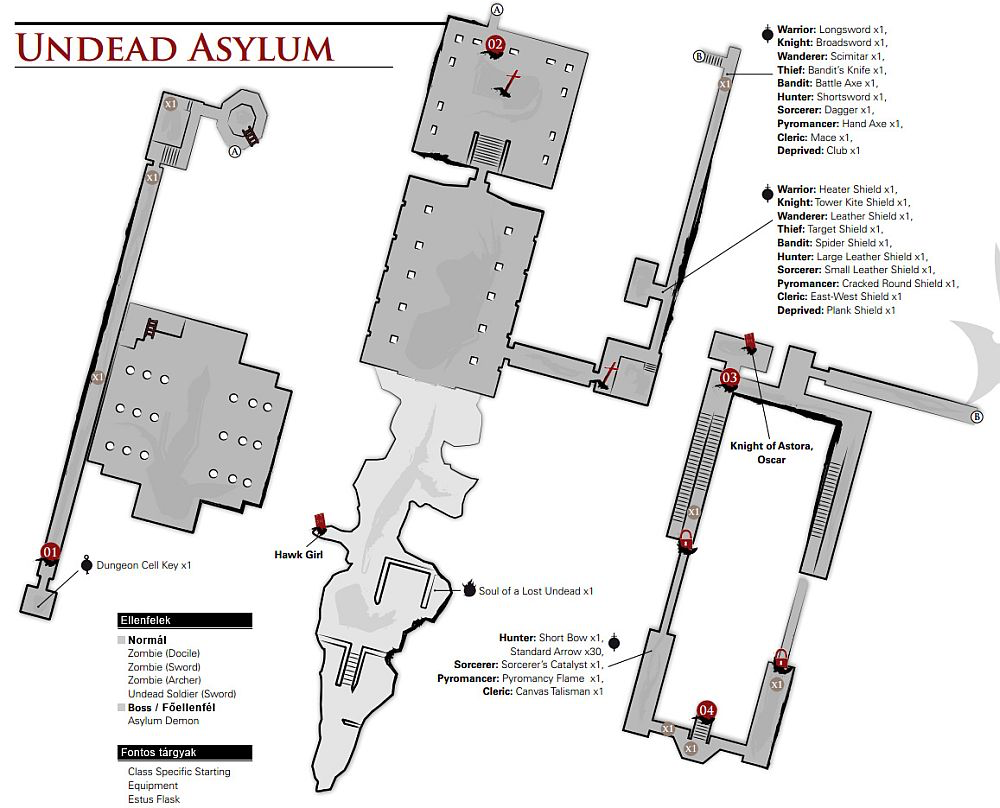 UNDEAD ASYLUM
A
02
B
x1
Warrior: Longsword x1,
Knight: Broadsword x1,
Wanderer: Scimitar x1,
Thief: Bandit's Knife x1,
Bandit: Battle Axe x1,
Hunter: Shortsword x1,
Sorcerer: Dagger x1,
Pyromancer: Hand Axe x1,
Cleric: Mace x1,
Deprived: Club x1
x1
A
x1
Warrior: Heater Shield x1,
Knight: Tower Kite Shield x1,
Wanderer: Leather Shield x1,
Thief: Target Shield x1,
Bandit: Spider Shield x1,
Hunter: Large Leather Shield x1,
Sorcerer: Small Leather Shield x1,
Pyromancer: Cracked Round Shield x1,
Cleric: East-West Shield x1
Deprived: Plank Shield x1
x1
03
B
Knight of Astora,
Oscar
x1
01
Dungeon Cell Key x1
Hawk Girl
Soul of a Lost Undead x1
Hunter: Short Bow x1,
Standard Arrow x30,
Sorcerer: Sorcerer's Catalyst x1,
Pyromancer: Pyromancy Flame x1,
Cleric: Canvas Talisman x1
x1
04
x1
x1
Ellenfelek
Normál
Zombie (Docile)
Zombie (Sword)
Zombie (Archer)
Undead Soldier (Sword)
Boss / Főellenfél
Asylum Demon
Fontos tárgyak
Class Specific Starting
Equipment
Estus Flask